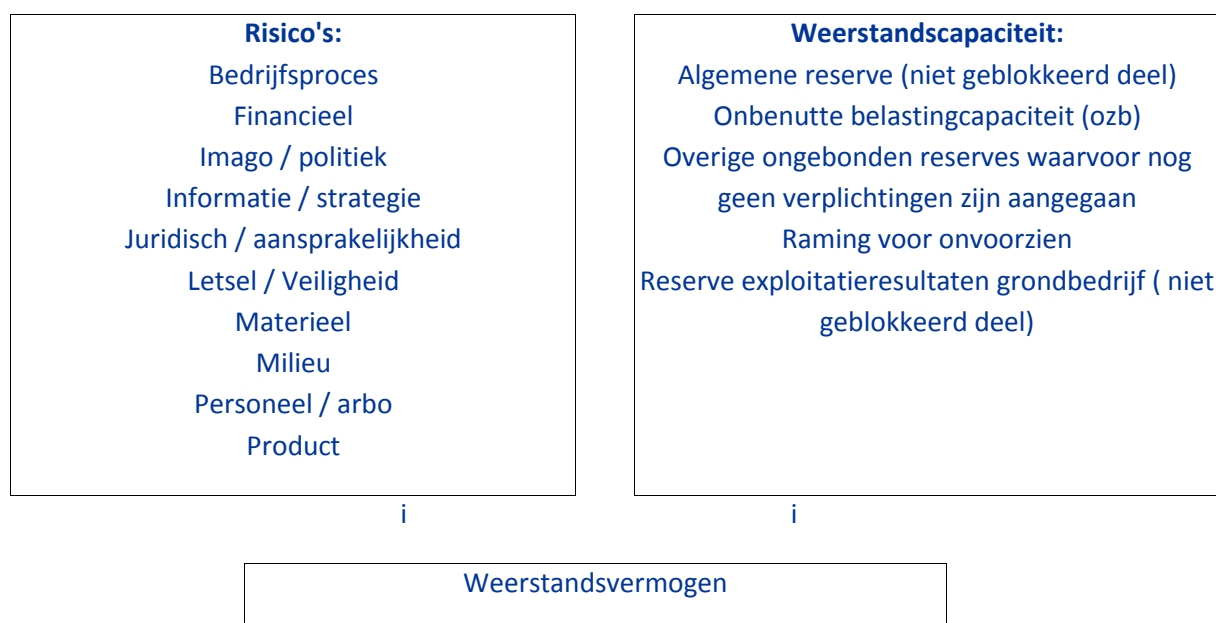 Risico's:
Bedrijfsproces
Financieel
Imago / politiek
Informatie / strategie
Juridisch / aansprakelijkheid
Letsel / Veiligheid
Materieel
Milieu
Personeel / arbo
Product
Weerstandscapaciteit:
Algemene reserve (niet geblokkeerd deel)
Onbenutte belastingcapaciteit (ozb)
Overige ongebonden reserves waarvoor nog
geen verplichtingen zijn aangegaan
Raming voor onvoorzien
Reserve exploitatieresultaten grondbedrijf ( niet
geblokkeerd deel)
i
i
Weerstandsvermogen